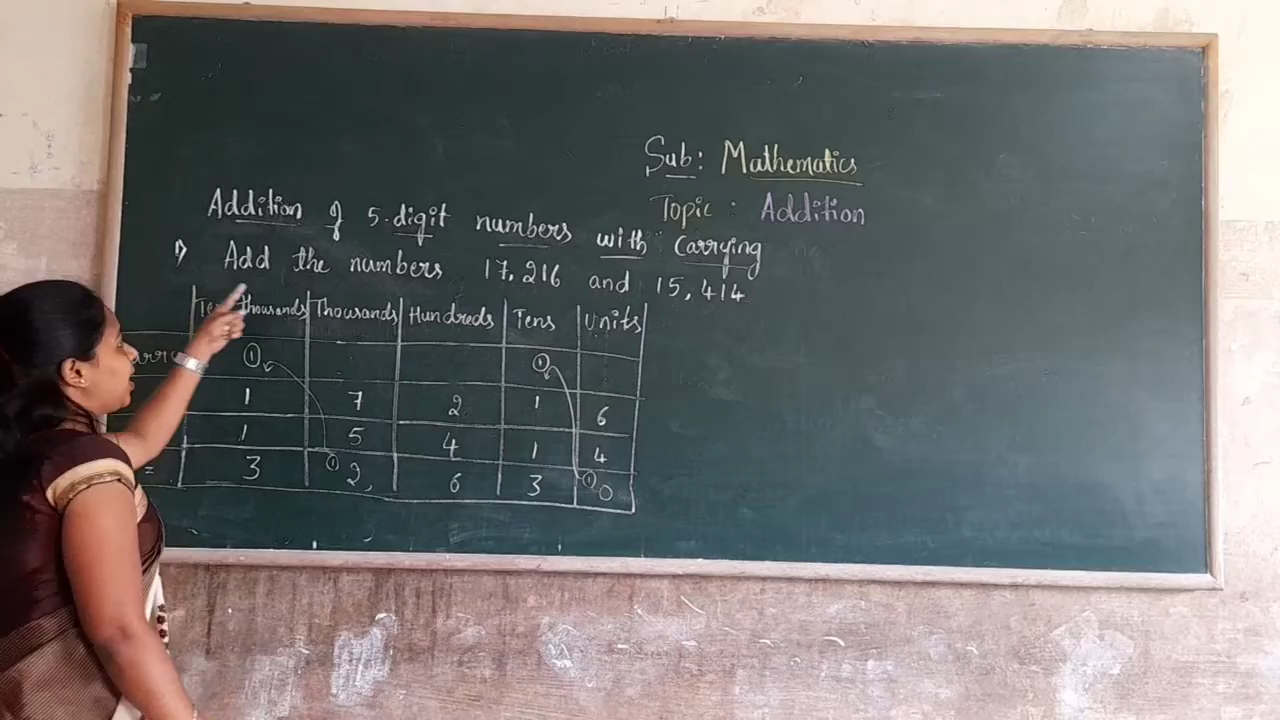 Sub: Mathematics
Topic: Addition
Addition of 5-digit numbers with Carrying
1) Add the numbers 17,216 and 15,414
thousands Thousands Hundreds Tens Units
1 1
1 7 2 1 6
1 5 4 1 4
= 3 1 2, 6 3 1 0